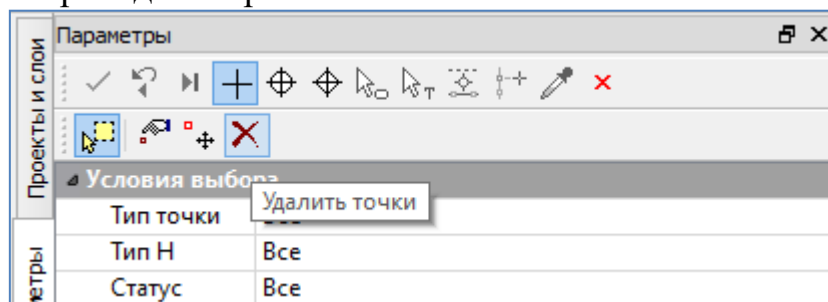 Параметры
Проекты и слои
Условия выбора
Удалить точки
Тип точки
Тип H Все
Статус Все